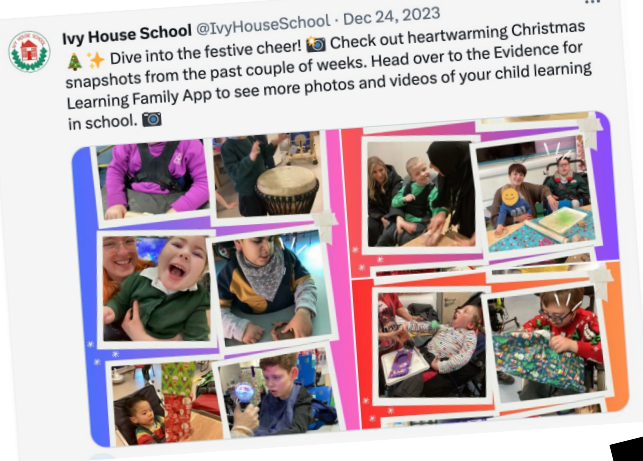 Ivy House School @IvyHouseSchool · Dec 24, 2023
🎄✨ Dive into the festive cheer! 📸 Check out heartwarming Christmas
snapshots from the past couple of weeks. Head over to the Evidence for
Learning Family App to see more photos and videos of your child learning
in school. 📷